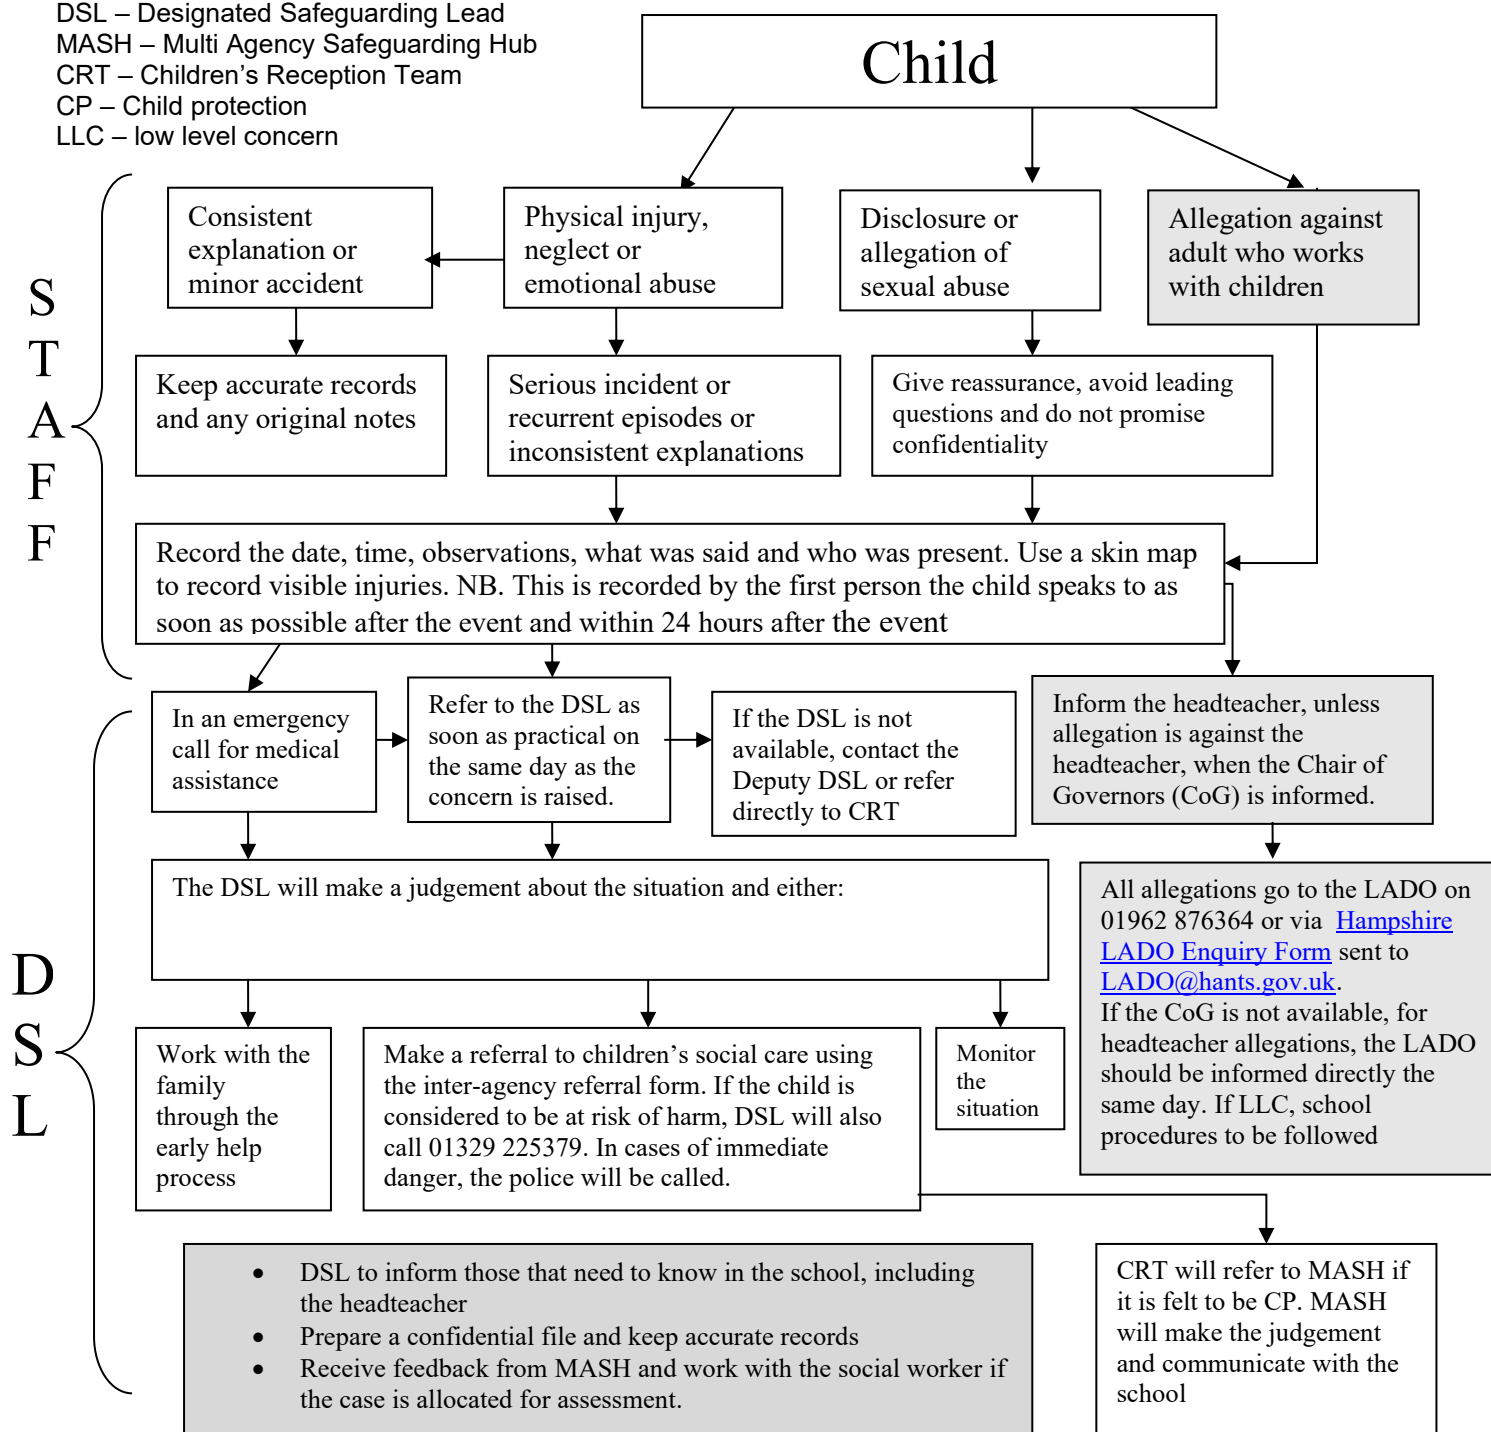 DSL – Designated Safeguarding Lead
MASH – Multi Agency Safeguarding Hub
CRT – Children's Reception Team
CP – Child protection
LLC – low level concern
Child
S
T
A
F
F
Consistent
explanation or
minor accident
Physical injury,
neglect or
emotional abuse
Disclosure or
allegation of
sexual abuse
Allegation against
adult who works
with children
Keep accurate records
and any original notes
Serious incident or
recurrent episodes or
inconsistent explanations
Give reassurance, avoid leading
questions and do not promise
confidentiality
Record the date, time, observations, what was said and who was present. Use a skin map
to record visible injuries. NB. This is recorded by the first person the child speaks to as
soon as possible after the event and within 24 hours after the event
D
S
L
In an emergency
call for medical
assistance
Refer to the DSL as
soon as practical on
the same day as the
concern is raised.
If the DSL is not
available, contact the
Deputy DSL or refer
directly to CRT
Inform the headteacher, unless
allegation is against the
headteacher, when the Chair of
Governors (CoG) is informed.
The DSL will make a judgement about the situation and either:
All allegations go to the LADO on
01962 876364 or via Hampshire
LADO Enquiry Form sent to
LADO@hants.gov.uk.
If the CoG is not available, for
headteacher allegations, the LADO
should be informed directly the
same day. If LLC, school
procedures to be followed
Work with the
family
through the
early help
process
Make a referral to children's social care using
the inter-agency referral form. If the child is
considered to be at risk of harm, DSL will also
call 01329 225379. In cases of immediate
danger, the police will be called.
Monitor
the
situation
• DSL to inform those that need to know in the school, including
the headteacher
• Prepare a confidential file and keep accurate records
• Receive feedback from MASH and work with the social worker if
the case is allocated for assessment.
CRT will refer to MASH if
it is felt to be CP. MASH
will make the judgement
and communicate with the
school